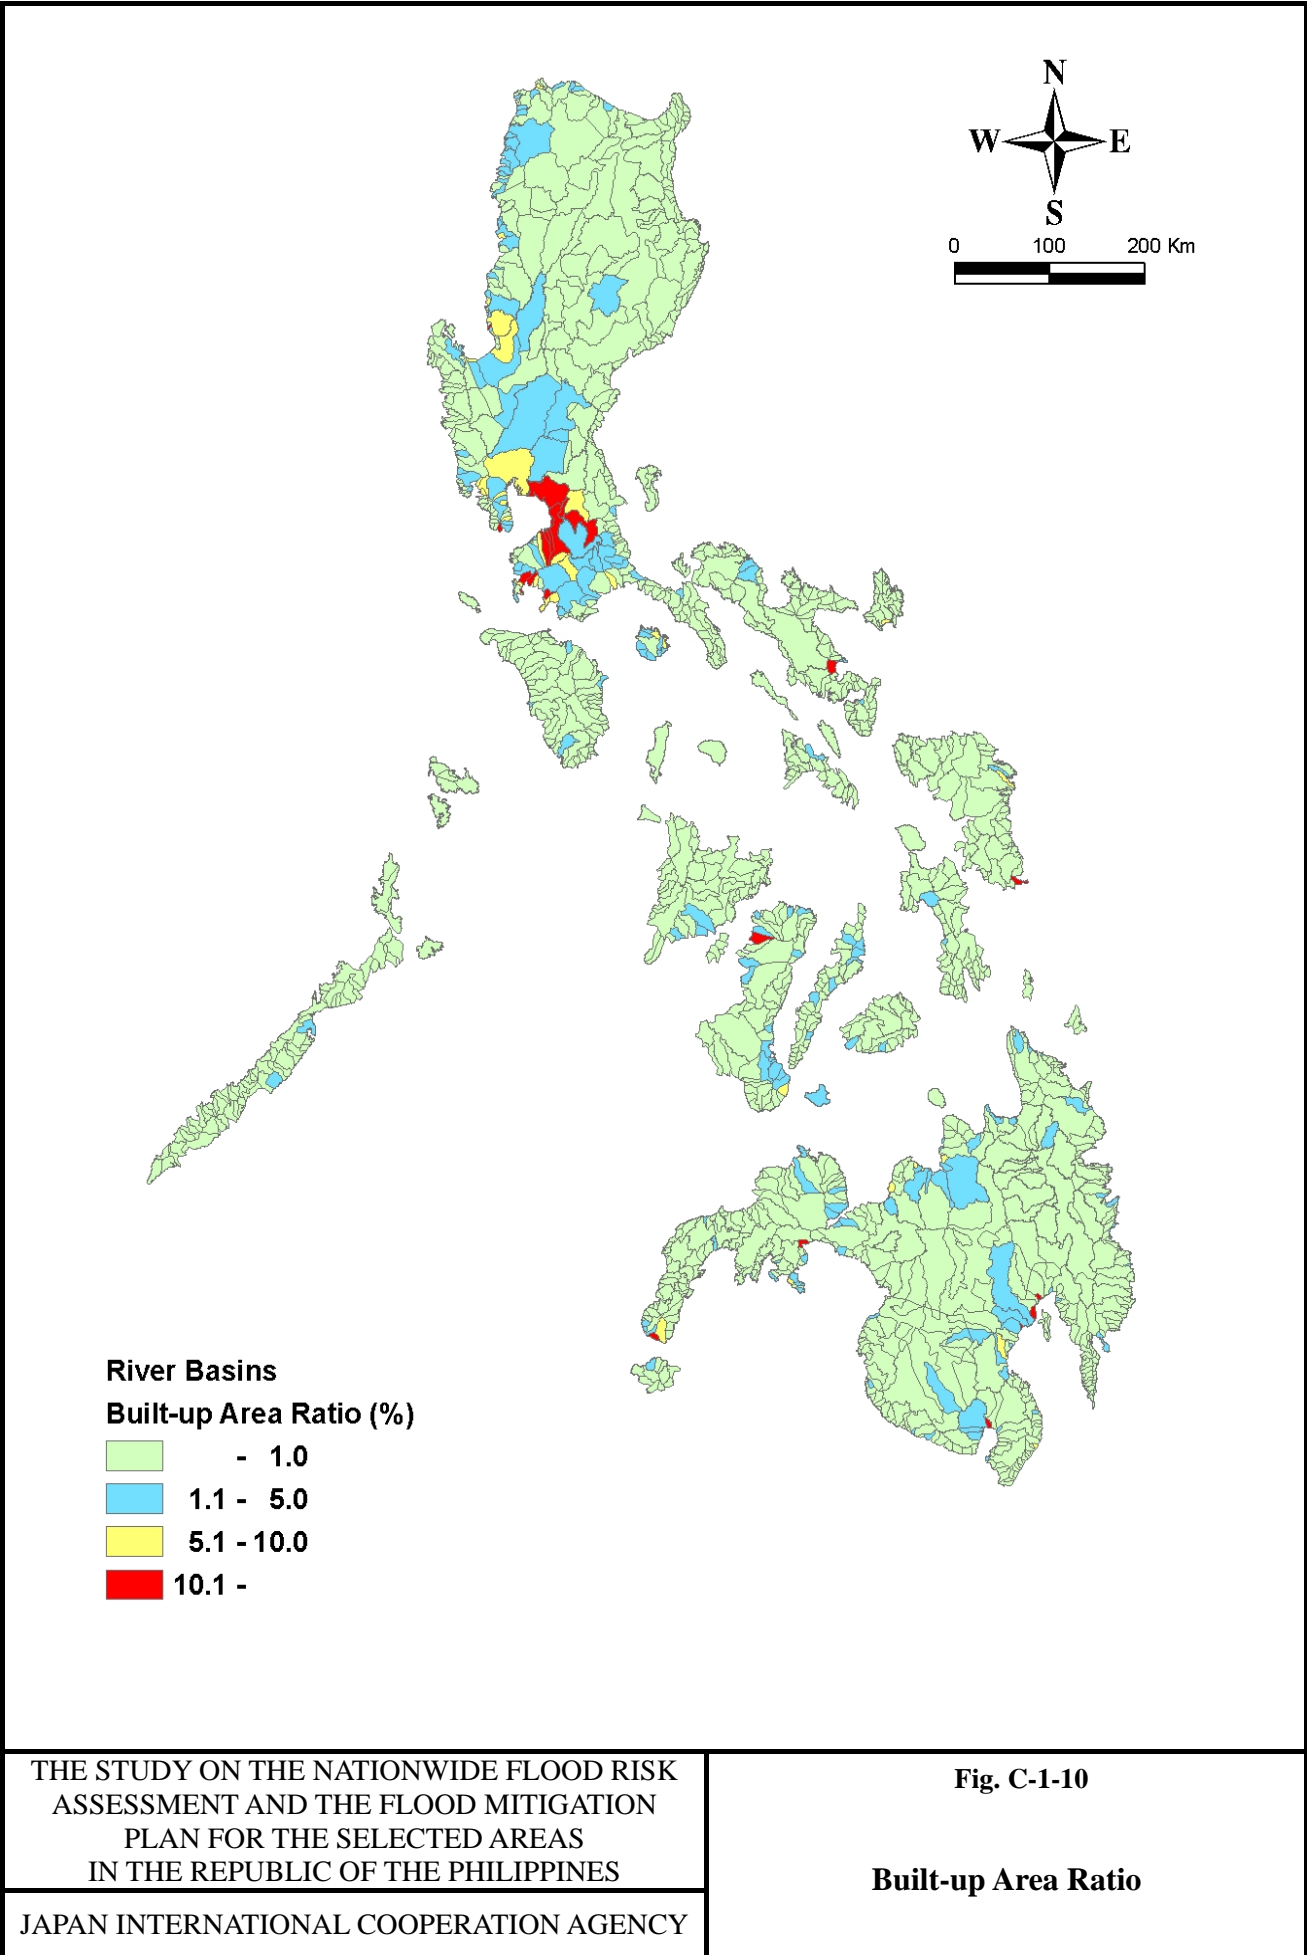 N
W E
S
0 100 200 Km
River Basins
Built-up Area Ratio (%)
- 1.0
1.1 - 5.0
5.1 - 10.0
10.1 -
THE STUDY ON THE NATIONWIDE FLOOD RISK
ASSESSMENT AND THE FLOOD MITIGATION
PLAN FOR THE SELECTED AREAS
IN THE REPUBLIC OF THE PHILIPPINES
JAPAN INTERNATIONAL COOPERATION AGENCY
Fig. C-1-10
Built-up Area Ratio